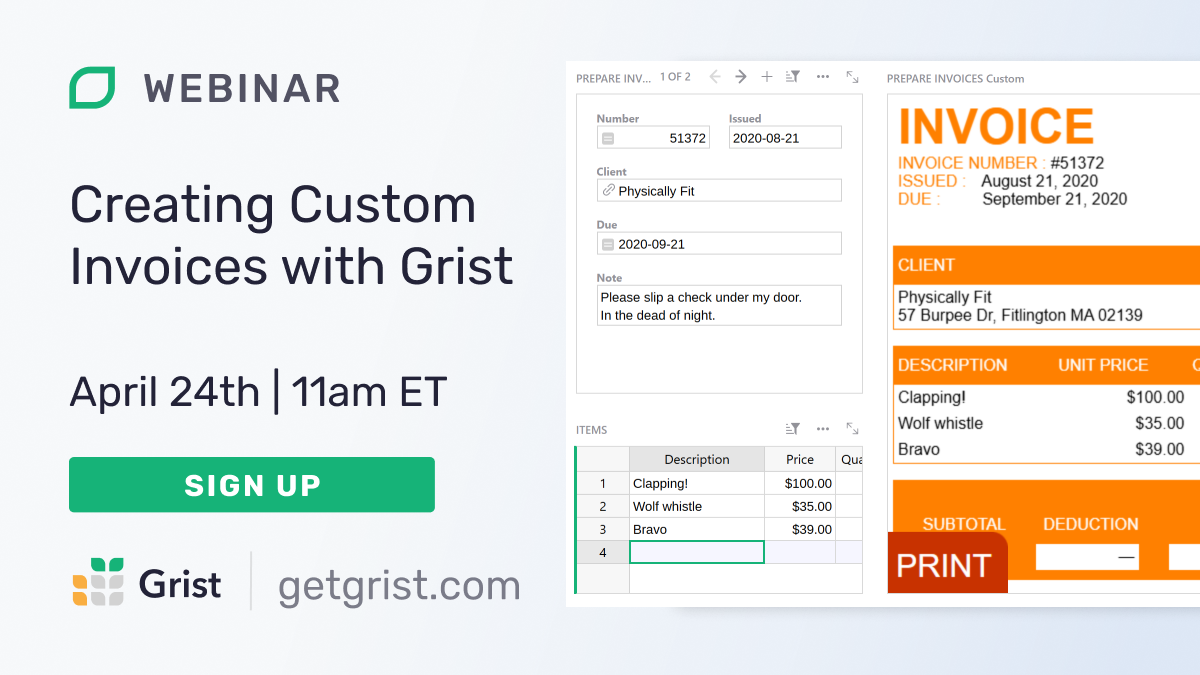 WEBINAR
Creating Custom
Invoices with Grist
April 24th | 11am ET
SIGN UP
Grist
getgrist.com
PREPARE INV... 1 OF 2
Number Issued
51372 2020-08-21
Client
Physically Fit
Due
2020-09-21
Note
Please slip a check under my door.
In the dead of night.
ITEMS
Description Price Qua
1 Clapping! $100.00
2 Wolf whistle $35.00
3 Bravo $39.00
4
PREPARE INVOICES Custom
INVOICE
INVOICE NUMBER : #51372
ISSUED : August 21, 2020
DUE : September 21, 2020
CLIENT
Physically Fit
57 Burpee Dr, Fitlington MA 02139
DESCRIPTION UNIT PRICE
Clapping! $100.00
Wolf whistle $35.00
Bravo $39.00
SUBTOTAL DEDUCTION
—
PRINT